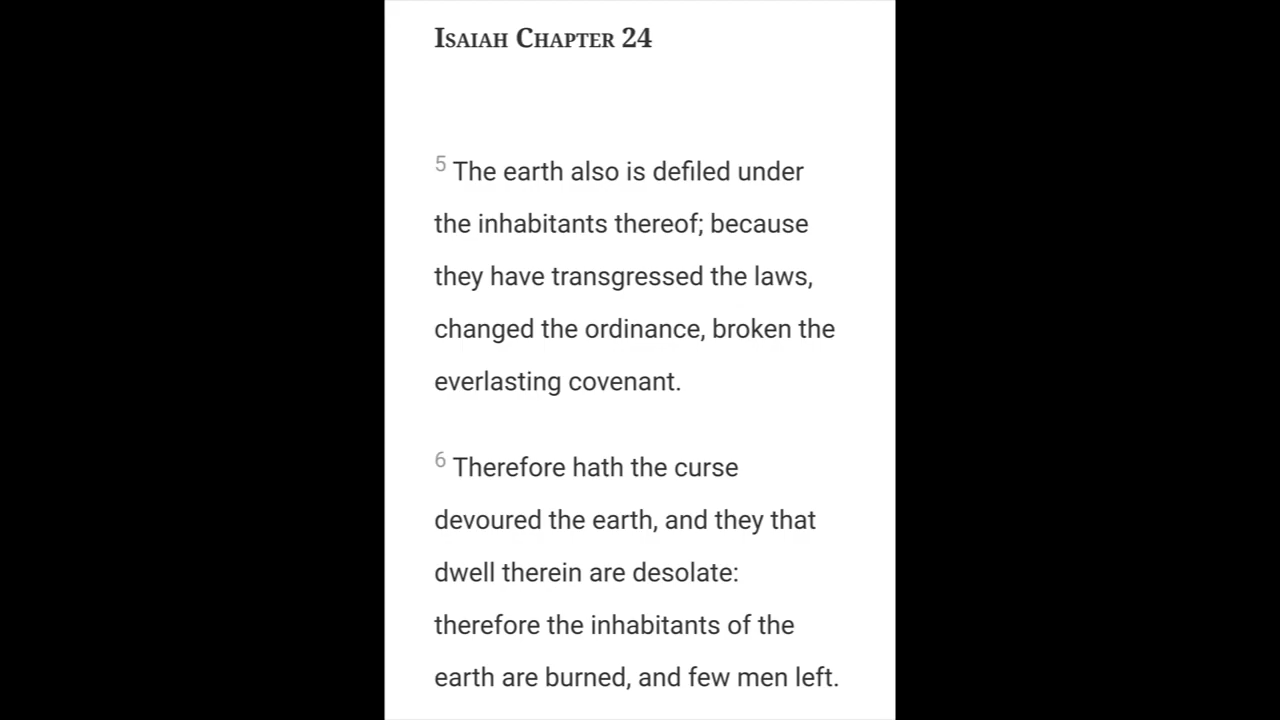 Isaiah Chapter 24
5 The earth also is defiled under
the inhabitants thereof; because
they have transgressed the laws,
changed the ordinance, broken the
everlasting covenant.
6 Therefore hath the curse
devoured the earth, and they that
dwell therein are desolate:
therefore the inhabitants of the
earth are burned, and few men left.